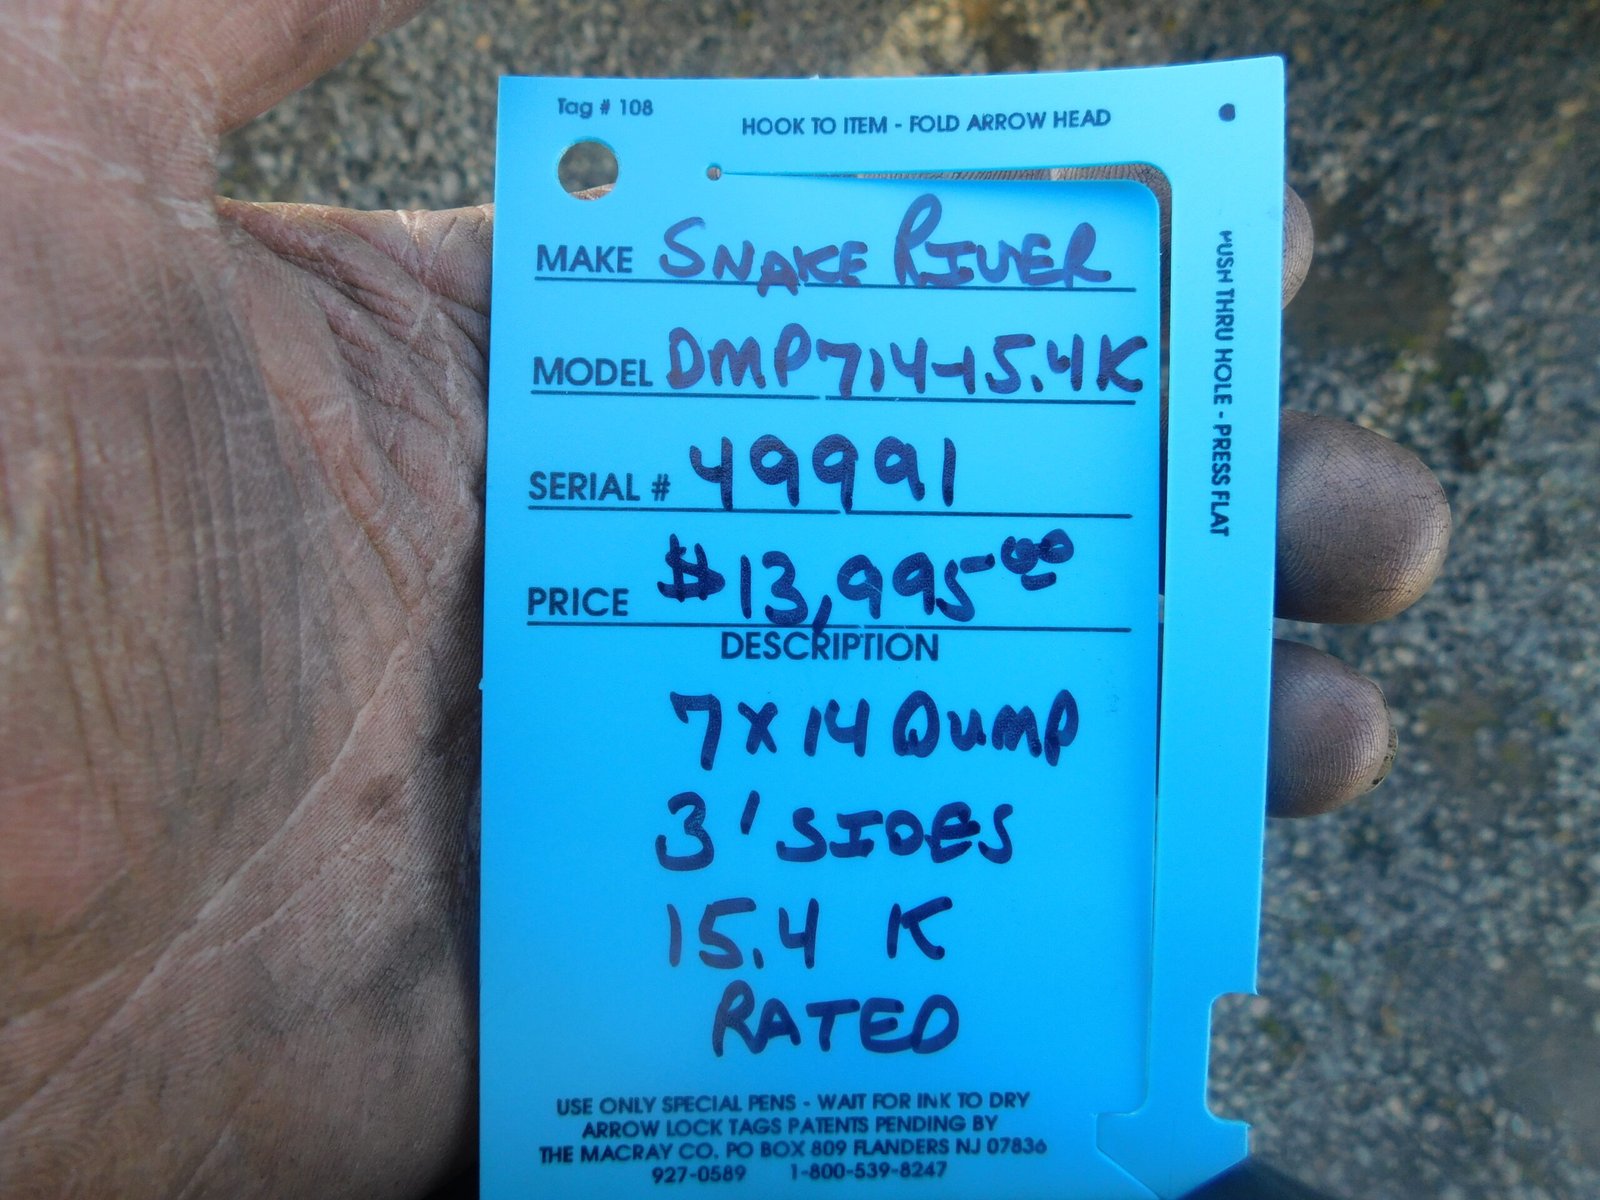 Tag # 108
HOOK TO ITEM - FOLD ARROW HEAD
PUSH THRU HOLE - PRESS FLAT
MAKE SNAKE RIVER
MODEL DMP714-15.4K
SERIAL # 49991
PRICE $13,995.00
DESCRIPTION
7 x 14 DUMP
3' SIDES
15.4 K
RATED
USE ONLY SPECIAL PENS - WAIT FOR INK TO DRY
ARROW LOCK TAGS PATENTS PENDING BY
THE MACRAY CO. PO BOX 809 FLANDERS NJ 07836
927-0589 1-800-539-8247